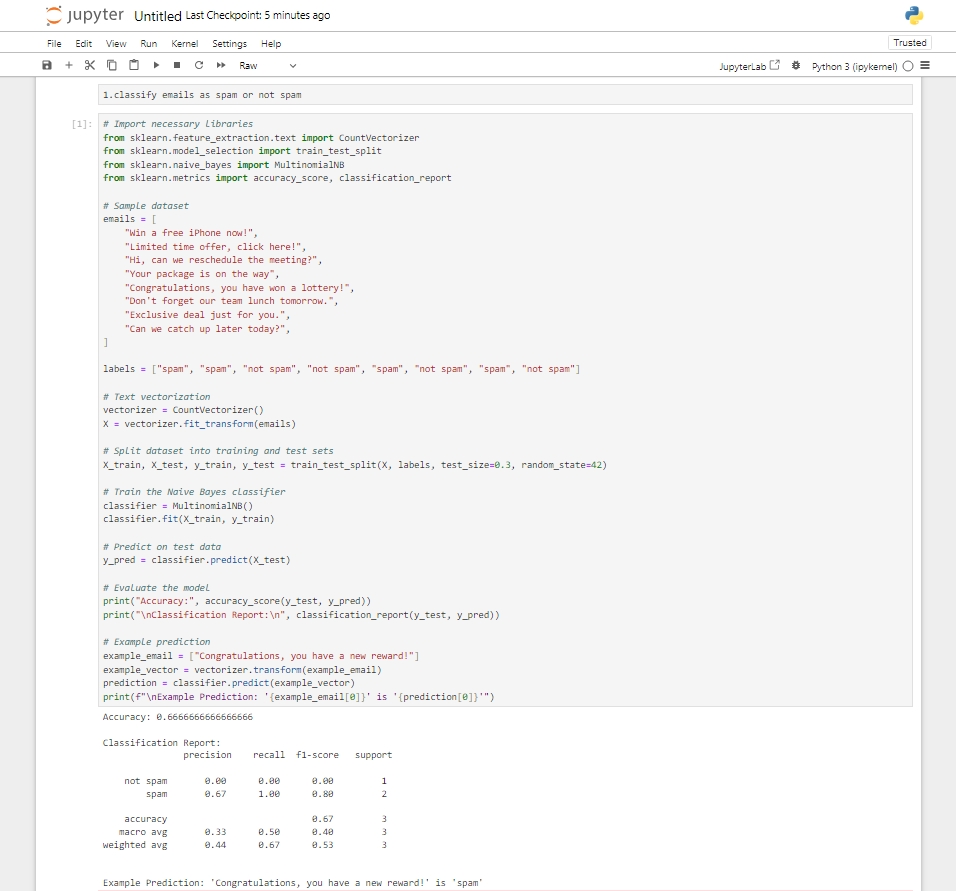 jupyter Untitled Last Checkpoint: 5 minutes ago
File Edit View Run Kernel Settings Help Trusted
Raw JupyterLab Python 3 (ipykernel)
1.classify emails as spam or not spam
[1]: # Import necessary libraries
from sklearn.feature_extraction.text import CountVectorizer
from sklearn.model_selection import train_test_split
from sklearn.naive_bayes import MultinomialNB
from sklearn.metrics import accuracy_score, classification_report
# Sample dataset
emails = [
"Win a free iPhone now!",
"Limited time offer, click here!",
"Hi, can we reschedule the meeting?",
"Your package is on the way",
"Congratulations, you have won a lottery!",
"Don't forget our team lunch tomorrow.",
"Exclusive deal just for you.",
"Can we catch up later today?",
]
labels = ["spam", "spam", "not spam", "not spam", "spam", "not spam", "spam", "not spam"]
# Text vectorization
vectorizer = CountVectorizer()
X = vectorizer.fit_transform(emails)
# Split dataset into training and test sets
X_train, X_test, y_train, y_test = train_test_split(X, labels, test_size=0.3, random_state=42)
# Train the Naive Bayes classifier
classifier = MultinomialNB()
classifier.fit(X_train, y_train)
# Predict on test data
y_pred = classifier.predict(X_test)
# Evaluate the model
print("Accuracy:", accuracy_score(y_test, y_pred))
print("\nClassification Report:\n", classification_report(y_test, y_pred))
# Example prediction
example_email = ["Congratulations, you have a new reward!"]
example_vector = vectorizer.transform(example_email)
prediction = classifier.predict(example_vector)
print(f"\nExample Prediction: '{example_email[0]}' is '{prediction[0]}'")
Accuracy: 0.6666666666666666
Classification Report:
precision recall f1-score support
not spam 0.00 0.00 0.00 1
spam 0.67 1.00 0.80 2
accuracy 0.67 3
macro avg 0.33 0.50 0.40 3
weighted avg 0.44 0.67 0.53 3
Example Prediction: 'Congratulations, you have a new reward!' is 'spam'